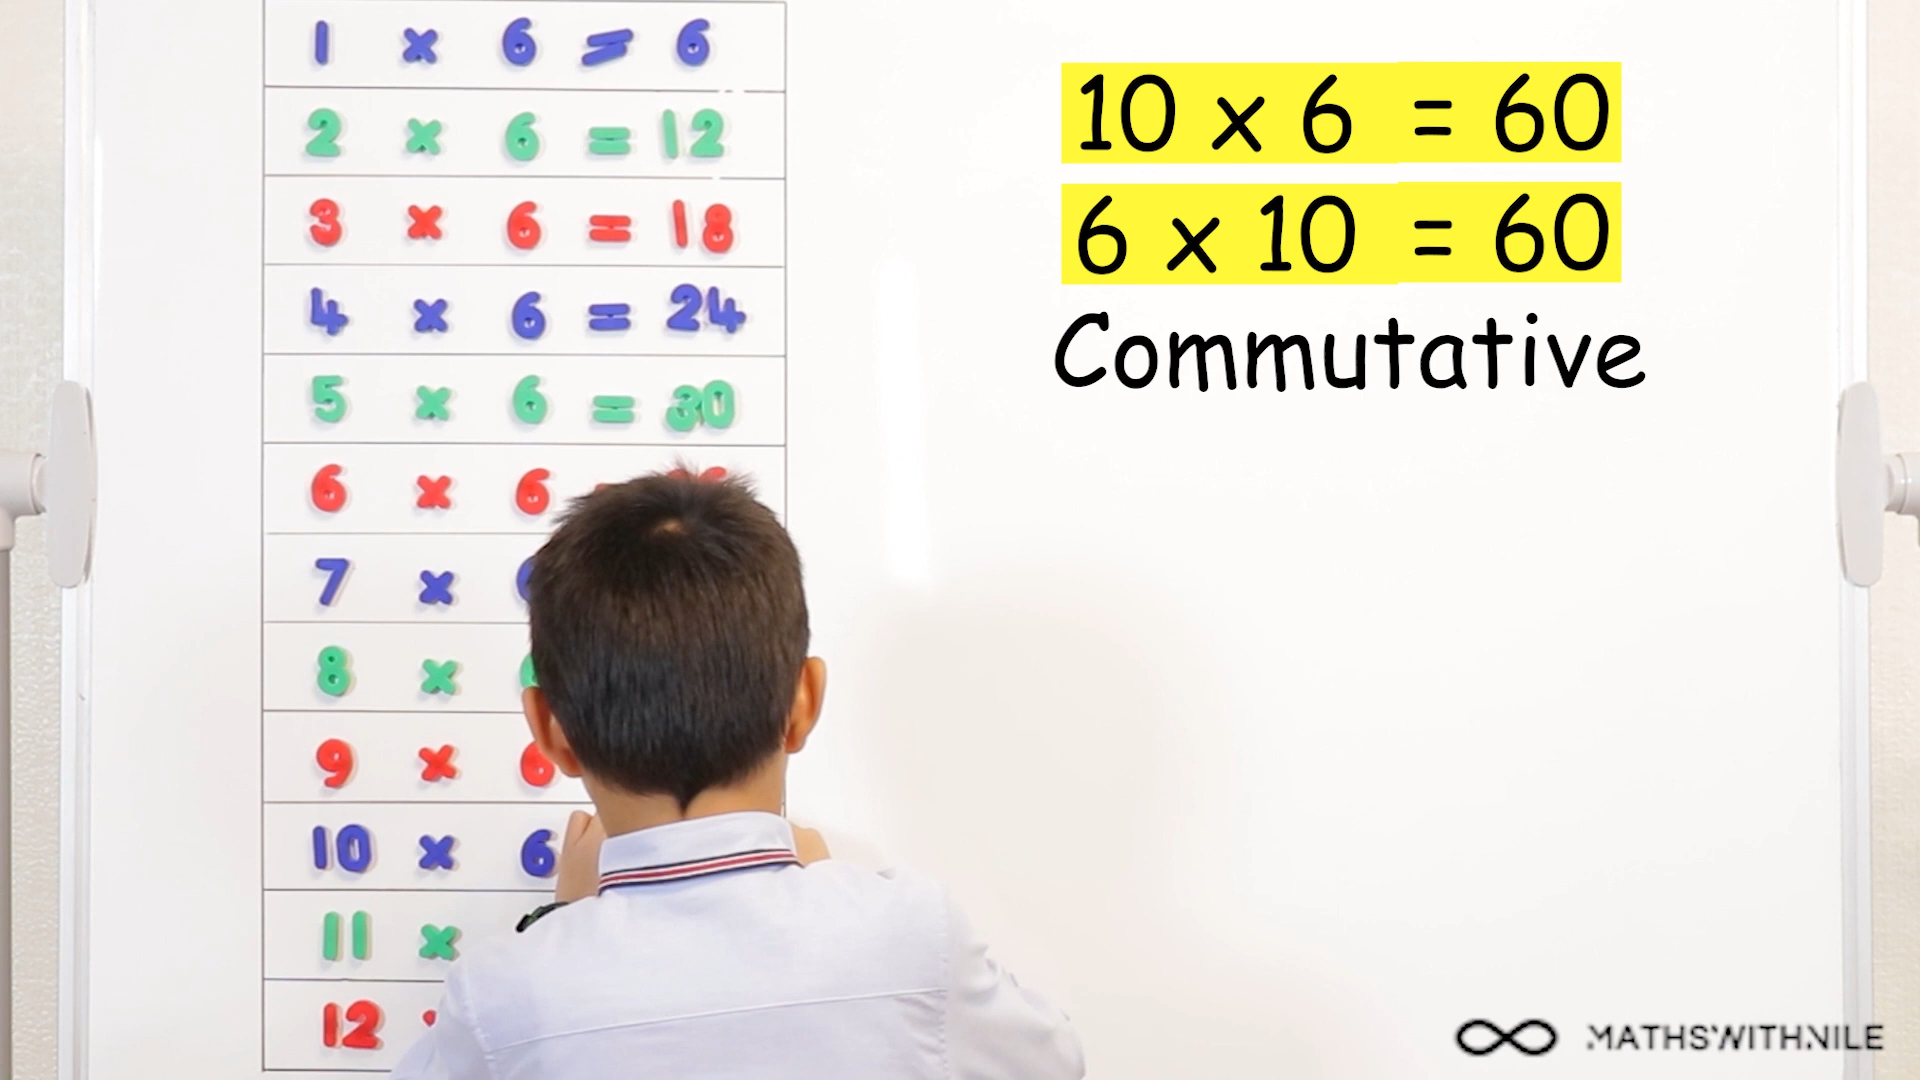 1 x 6 = 6
2 x 6 = 12
3 x 6 = 18
4 x 6 = 24
5 x 6 = 30
6 x 6
7 x
8 x
9 x 6
10 x 6
11 x
12
10 x 6 = 60
6 x 10 = 60
Commutative
MATHSWITHNILE